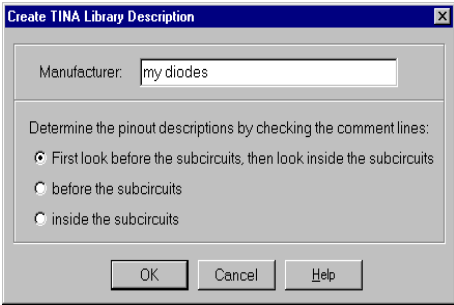 Create TINA Library Description
Manufacturer: my diodes
Determine the pinout descriptions by checking the comment lines:
First look before the subcircuits, then look inside the subcircuits
before the subcircuits
inside the subcircuits
OK Cancel Help